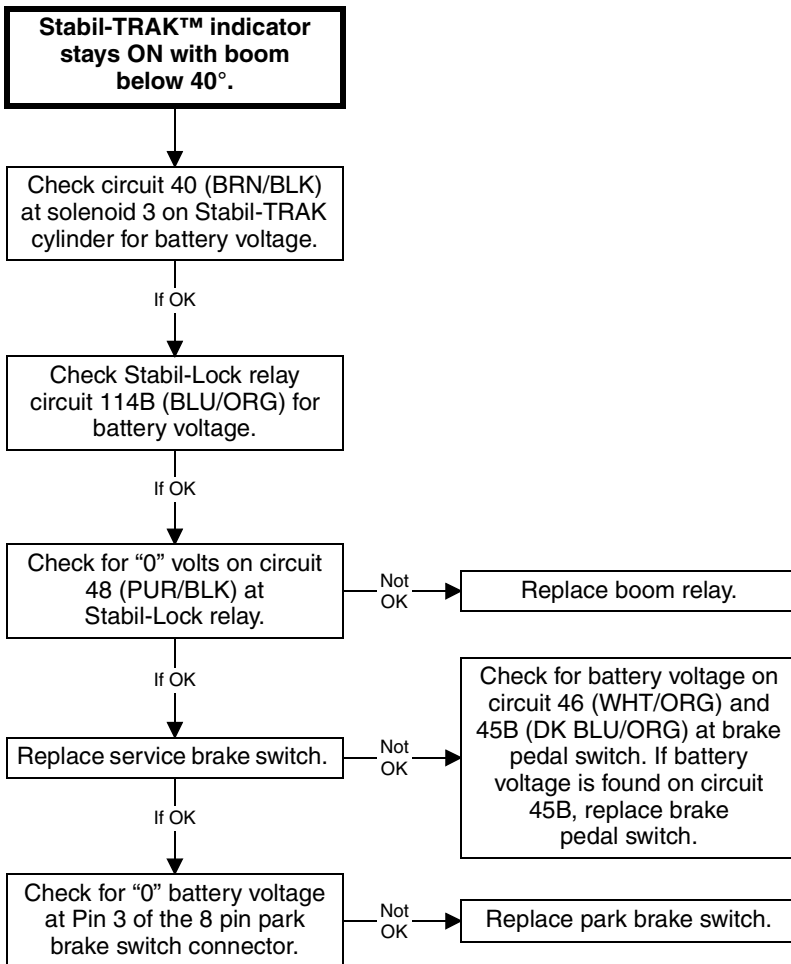 Stabil-TRAK™ indicator
stays ON with boom
below 40°.
Check circuit 40 (BRN/BLK)
at solenoid 3 on Stabil-TRAK
cylinder for battery voltage.
If OK
Check Stabil-Lock relay
circuit 114B (BLU/ORG) for
battery voltage.
If OK
Check for “0” volts on circuit
48 (PUR/BLK) at
Stabil-Lock relay.
Not
OK
Replace boom relay.
If OK
Replace service brake switch.
Not
OK
Check for battery voltage on
circuit 46 (WHT/ORG) and
45B (DK BLU/ORG) at brake
pedal switch. If battery
voltage is found on circuit
45B, replace brake
pedal switch.
If OK
Check for “0” battery voltage
at Pin 3 of the 8 pin park
brake switch connector.
Not
OK
Replace park brake switch.